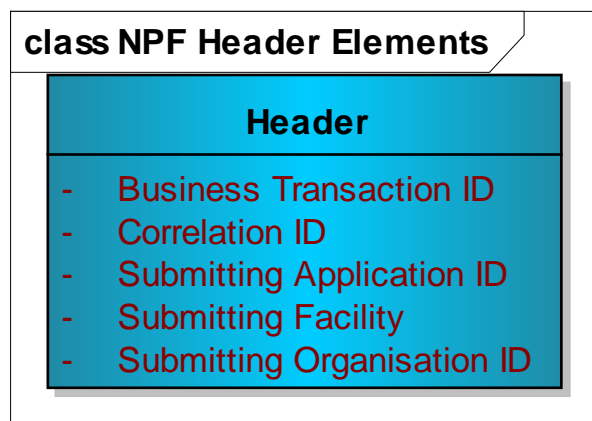 class NPF Header Elements
Header
- Business Transaction ID
- Correlation ID
- Submitting Application ID
- Submitting Facility
- Submitting Organisation ID